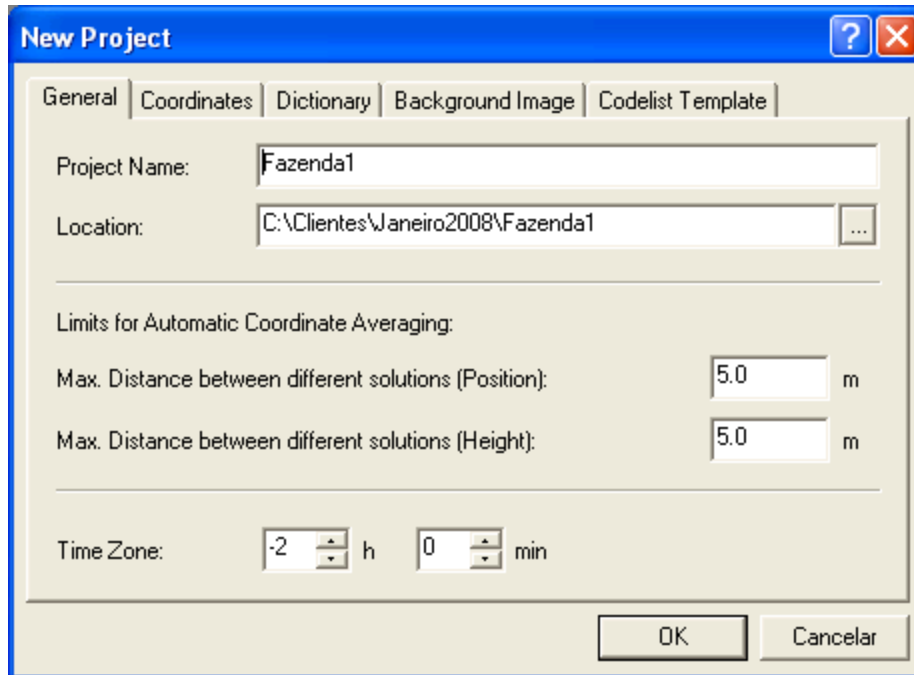 New Project
General Coordinates Dictionary Background Image Codelist Template
Project Name: Fazenda1
Location: C:\Clientes\Janeiro2008\Fazenda1 ...
Limits for Automatic Coordinate Averaging:
Max. Distance between different solutions (Position): 5.0 m
Max. Distance between different solutions (Height): 5.0 m
Time Zone: -2 h 0 min
OK Cancelar